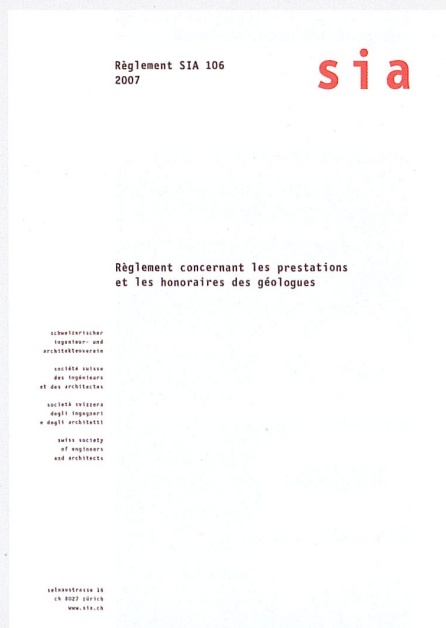 Règlement SIA 106
2007
sia
Règlement concernant les prestations
et les honoraires des géologues
schweizerischer
ingenieur- und
architektenverein
société suisse
des ingénieurs
et des architectes
società svizzera
degli ingegneri
e degli architetti
swiss society
of engineers
and architects
selnaustrasse 16
ch 8027 zürich
www.sia.ch